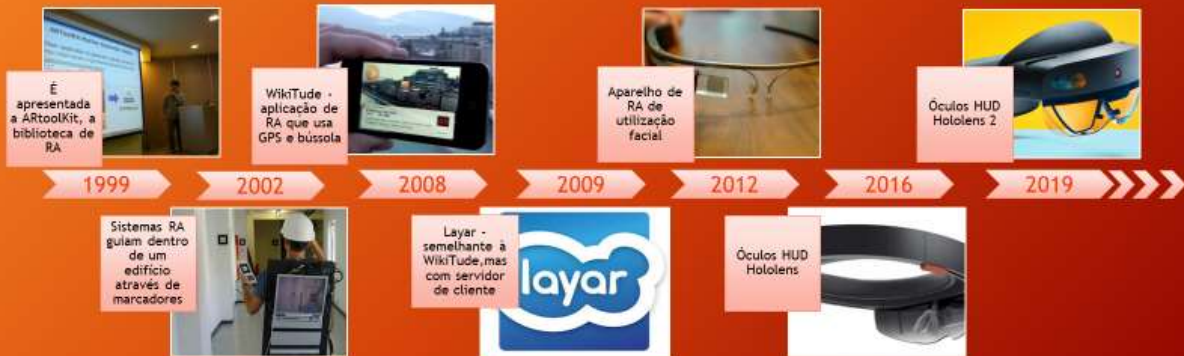 É
apresentada
a ARtoolKit, a
biblioteca de
RA
WikiTude -
aplicação de
RA que usa
GPS e bússola
Aparelho de
RA de
utilização
facial
Óculos HUD
Hololens 2
1999
2002
2008
2009
2012
2016
2019
Sistemas RA
guiam dentro
de um
edifício
através de
marcadores
Layar -
semelhante à
WikiTude,mas
com servidor
de cliente
layar
Óculos HUD
Hololens